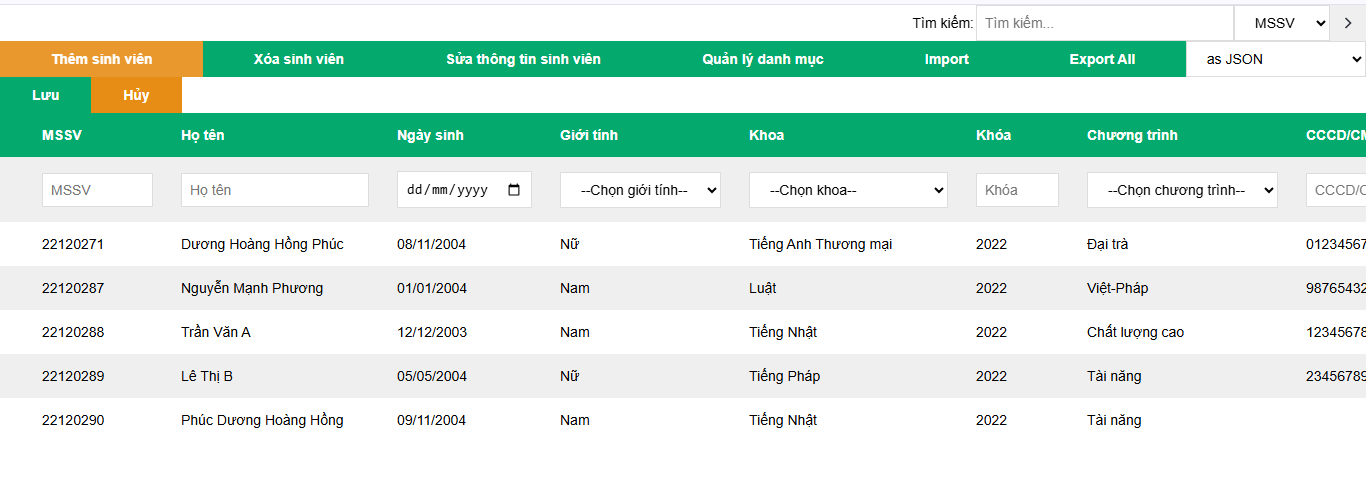 Tìm kiếm: Tìm kiếm... MSSV
Thêm sinh viên Xóa sinh viên Sửa thông tin sinh viên Quản lý danh mục Import Export All as JSON
Lưu Hủy
MSSV Họ tên Ngày sinh Giới tính Khoa Khóa Chương trình CCCD/CM
MSSV Họ tên dd/mm/yyyy --Chọn giới tính-- --Chọn khoa-- Khóa --Chọn chương trình-- CCCD/C
22120271 Dương Hoàng Hồng Phúc 08/11/2004 Nữ Tiếng Anh Thương mại 2022 Đại trà 01234567
22120287 Nguyễn Mạnh Phương 01/01/2004 Nam Luật 2022 Việt-Pháp 98765432
22120288 Trần Văn A 12/12/2003 Nam Tiếng Nhật 2022 Chất lượng cao 12345678
22120289 Lê Thị B 05/05/2004 Nữ Tiếng Pháp 2022 Tài năng 23456789
22120290 Phúc Dương Hoàng Hồng 09/11/2004 Nam Tiếng Nhật 2022 Tài năng